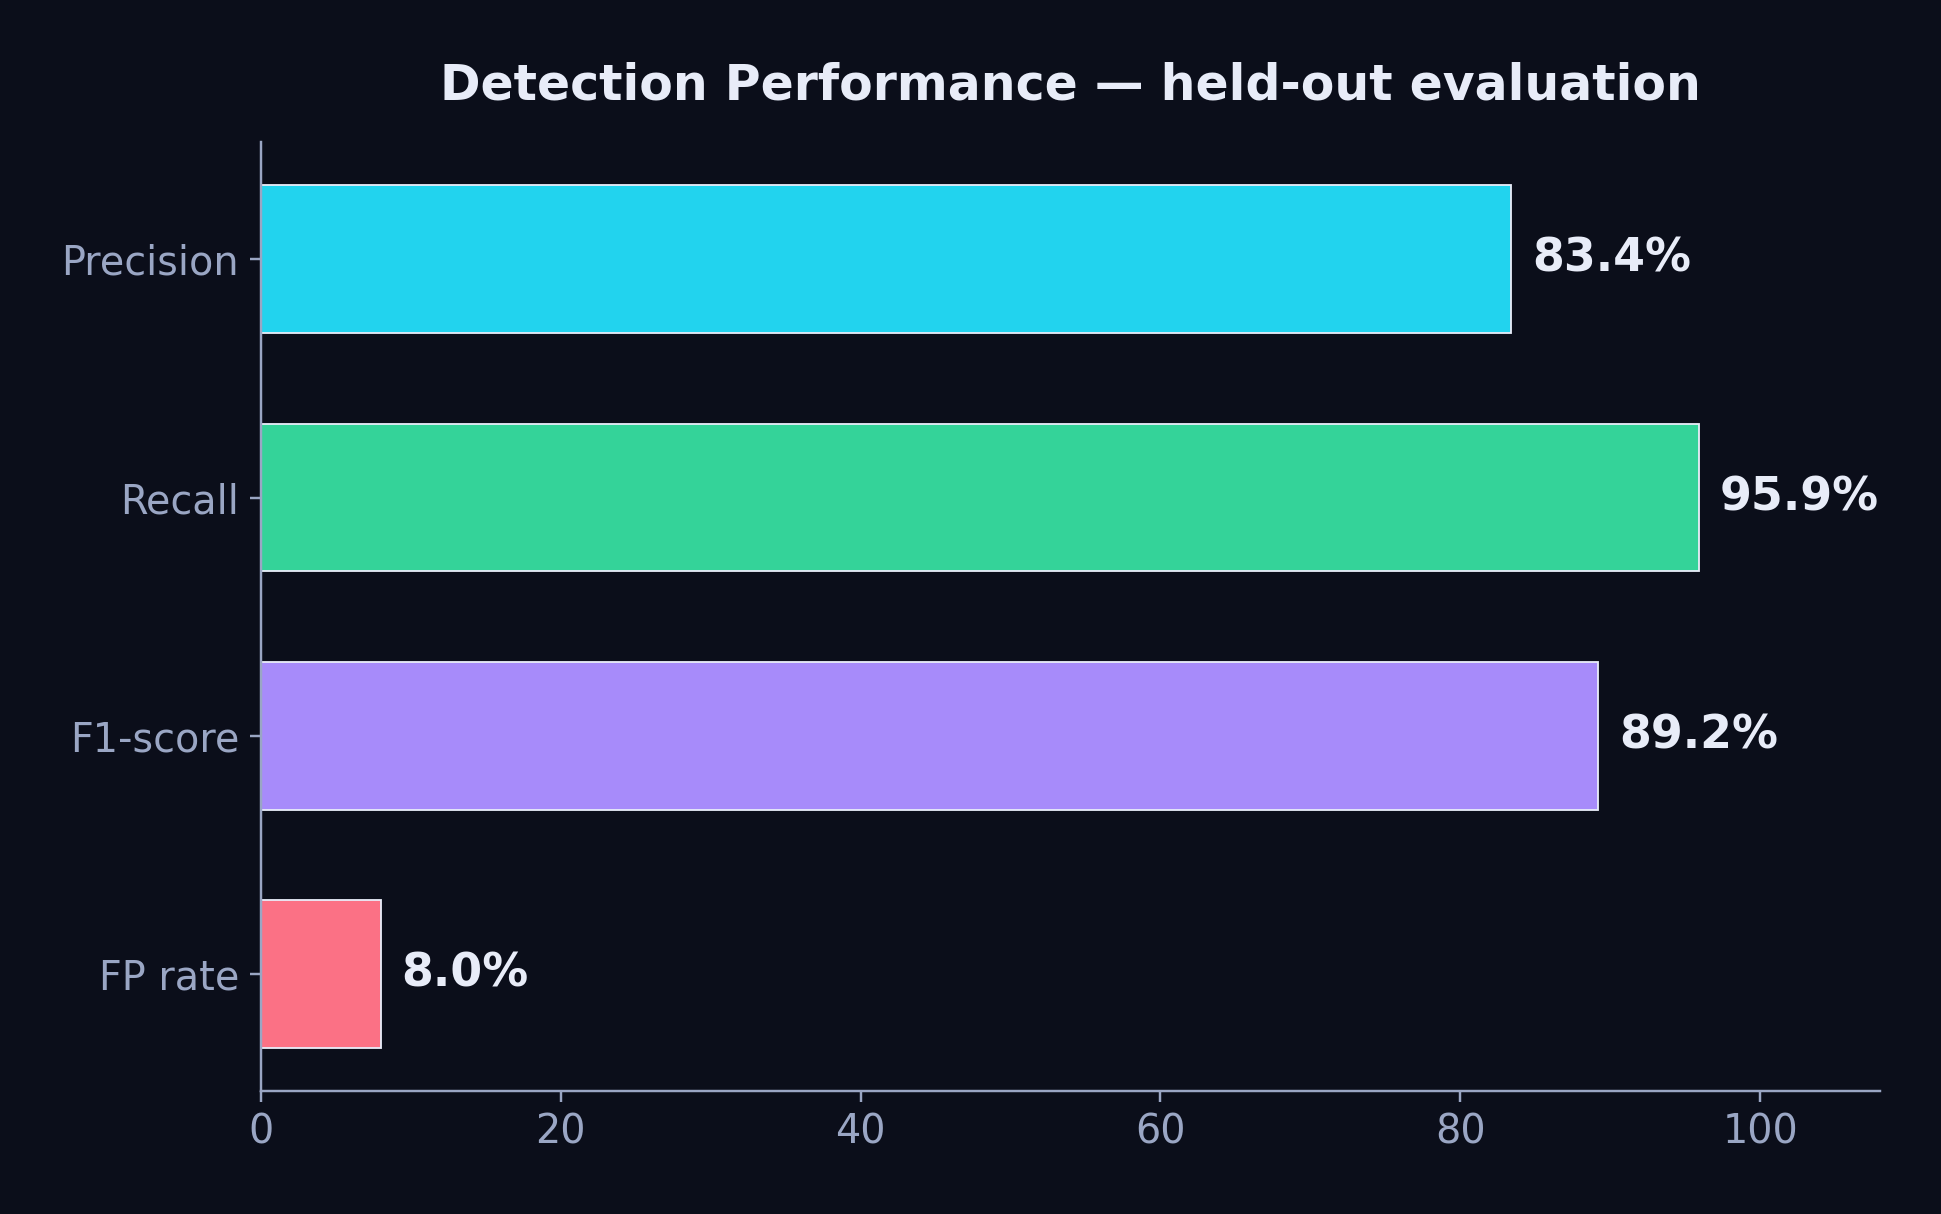 Detection Performance — held-out evaluation
Precision
83.4%
Recall
95.9%
F1-score
89.2%
FP rate
8.0%
0 20 40 60 80 100